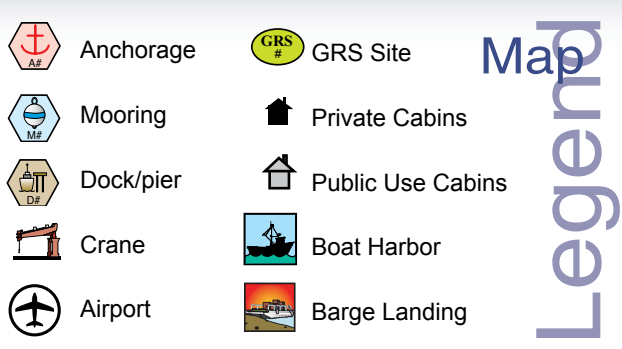 Map
Legend
A#
Anchorage
M#
Mooring
D#
Dock/pier
Crane
Airport
GRS
#
GRS Site
Private Cabins
Public Use Cabins
Boat Harbor
Barge Landing